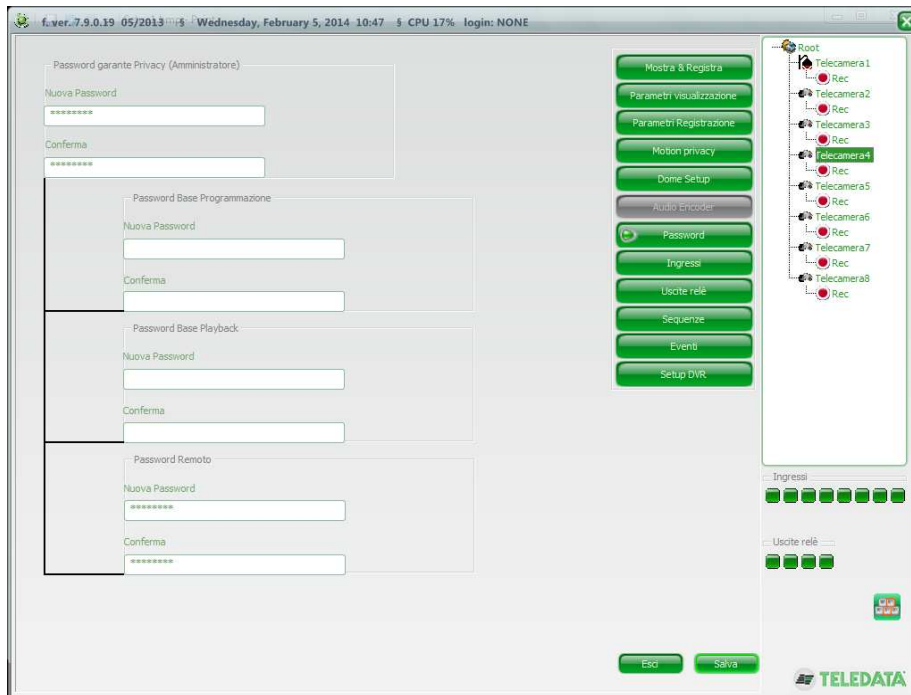 f. ver. 7.9.0.19 05/2013 § Wednesday, February 5, 2014 10:47 § CPU 17% login: NONE
Password garante Privacy (Amministratore)
Nuova Password
********
Conferma
********
Password Base Programmazione
Nuova Password
Conferma
Password Base Playback
Nuova Password
Conferma
Password Remoto
Nuova Password
********
Conferma
********
Mostra & Registra
Parametri visualizzazione
Parametri Registrazione
Motion privacy
Dome Setup
Audio Encoder
Password
Ingressi
Uscite relè
Sequenze
Eventi
Setup DVR
Root
Telecamera1
Rec
Telecamera2
Rec
Telecamera3
Rec
Telecamera4
Rec
Telecamera5
Rec
Telecamera6
Rec
Telecamera7
Rec
Telecamera8
Rec
Ingressi
Uscite relè
Esci
Salva
TELEDATA